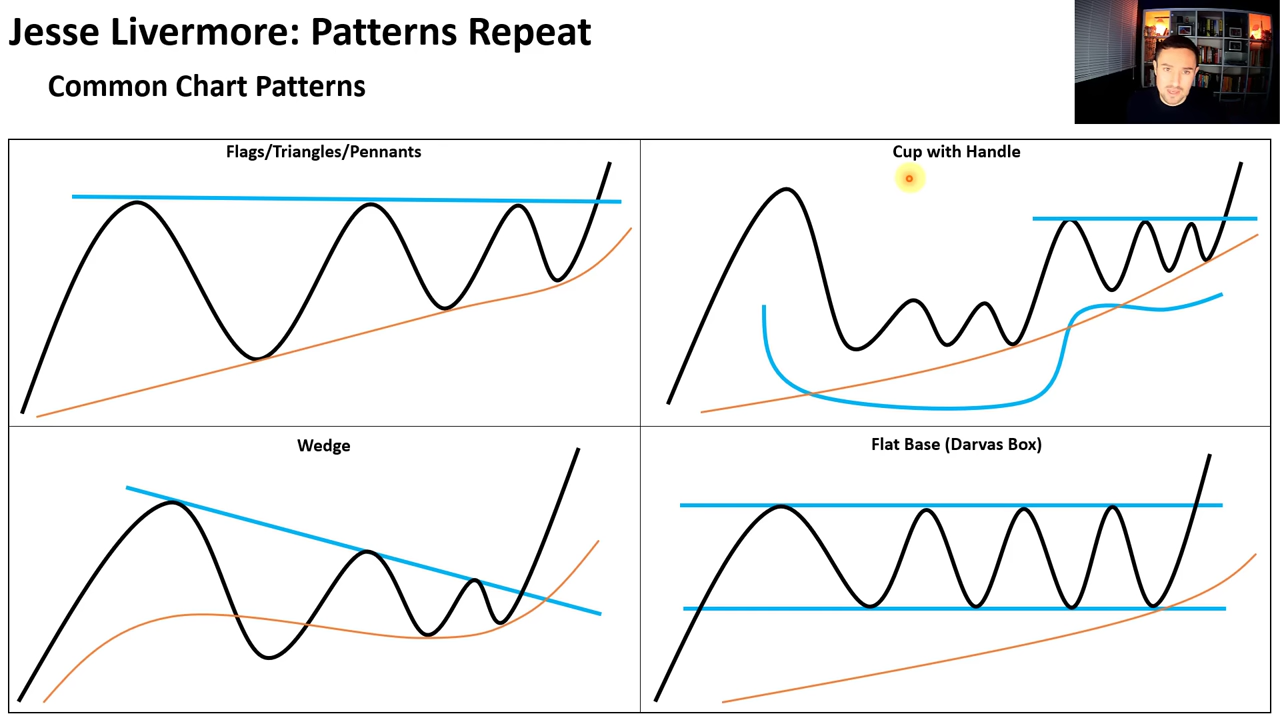 Jesse Livermore: Patterns Repeat
Common Chart Patterns
Flags/Triangles/Pennants
Cup with Handle
Wedge
Flat Base (Darvas Box)